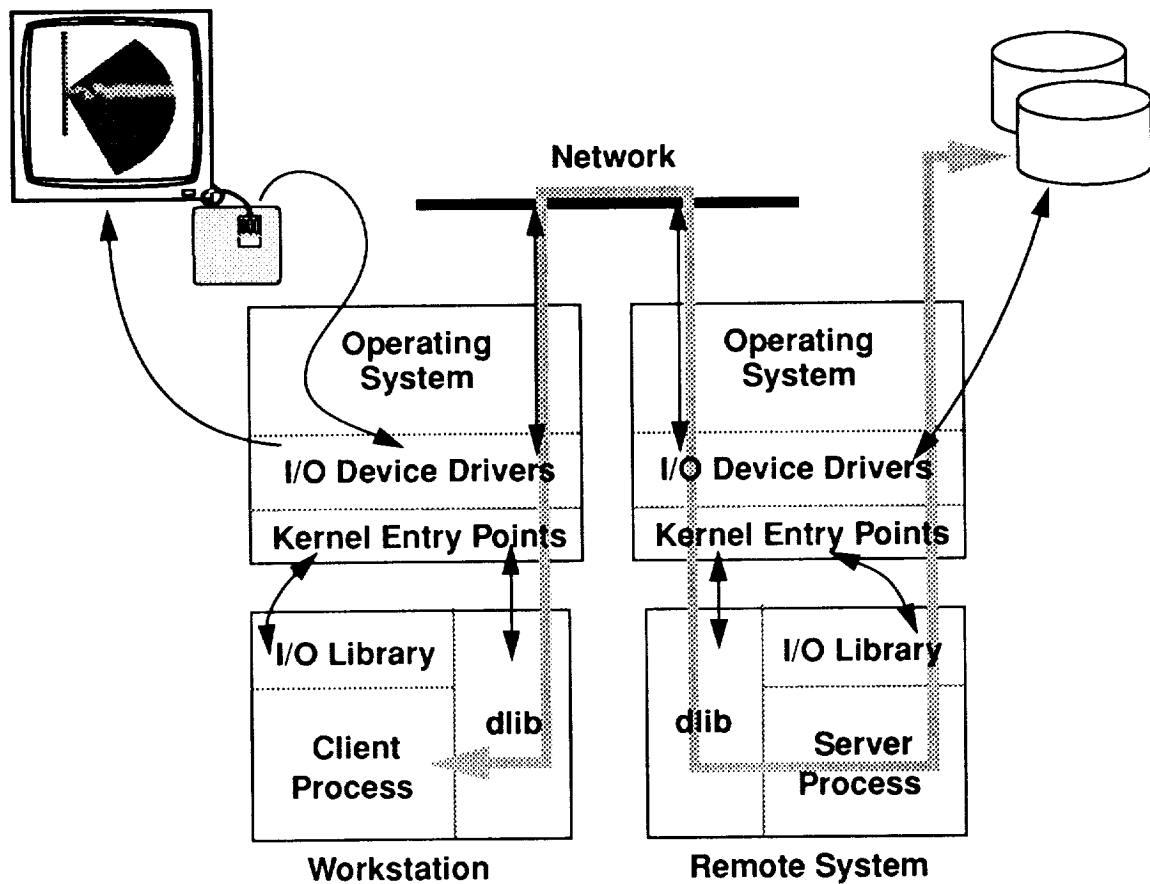 Network
Operating
System
I/O Device Drivers
Kernel Entry Points
I/O Library
dlib
Client
Process
Workstation
Operating
System
I/O Device Drivers
Kernel Entry Points
dlib
I/O Library
Server
Process
Remote System